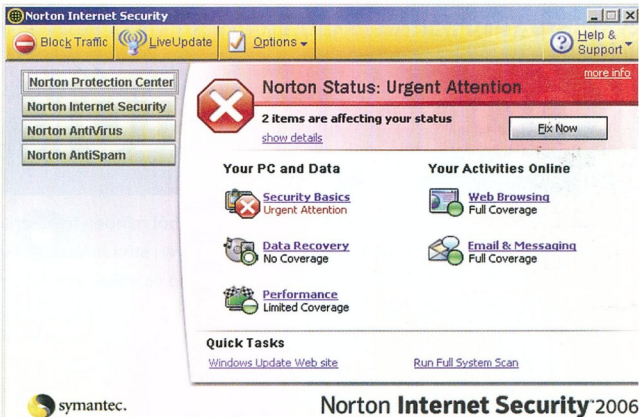 Norton Internet Security
Block Traffic LiveUpdate Options Help & Support
Norton Protection Center
Norton Internet Security
Norton AntiVirus
Norton AntiSpam
more info
Norton Status: Urgent Attention
2 items are affecting your status
show details
Fix Now
Your PC and Data
Security Basics
Urgent Attention
Data Recovery
No Coverage
Performance
Limited Coverage
Your Activities Online
Web Browsing
Full Coverage
Email & Messaging
Full Coverage
Quick Tasks
Windows Update Web site Run Full System Scan
symantec.
Norton Internet Security™2006